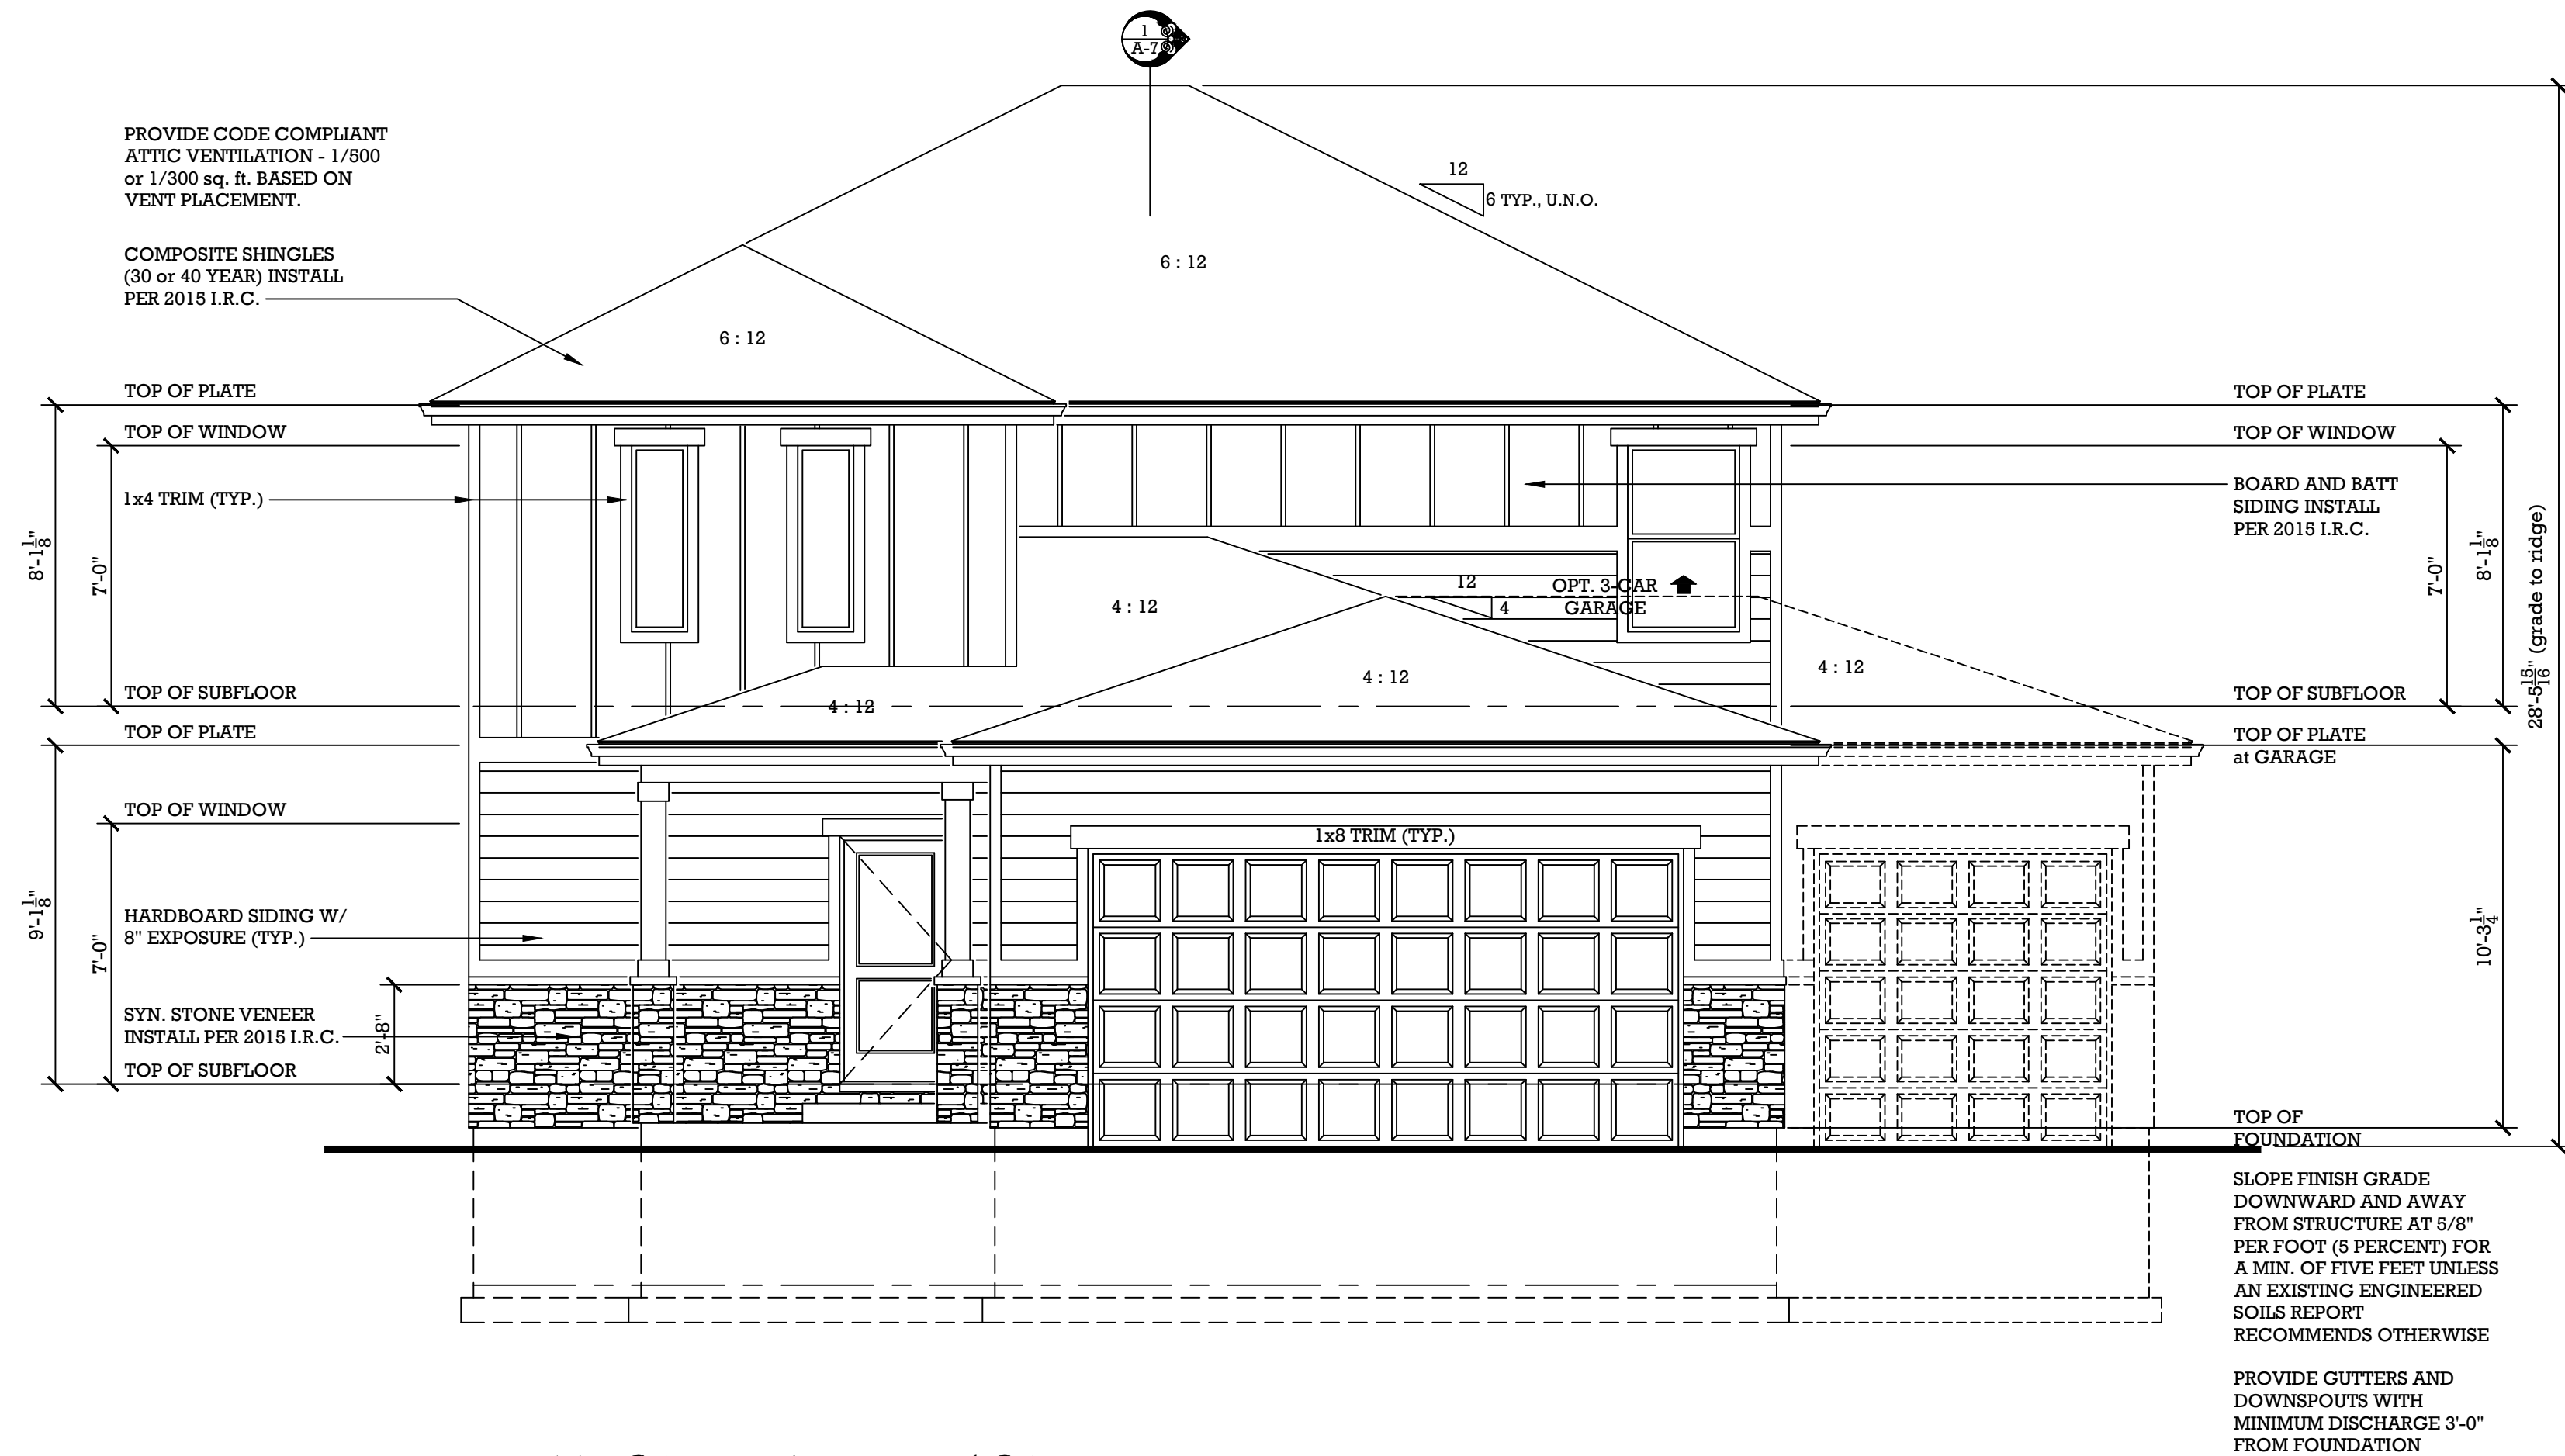 1
A-7
PROVIDE CODE COMPLIANT
ATTIC VENTILATION - 1/500
or 1/300 sq. ft. BASED ON
VENT PLACEMENT.
12
6 TYP., U.N.O.
COMPOSITE SHINGLES
(30 or 40 YEAR) INSTALL
PER 2015 I.R.C.
6 : 12
6 : 12
TOP OF PLATE
TOP OF WINDOW
1x4 TRIM (TYP.)
8'-1 1/8"
7'-0"
TOP OF SUBFLOOR
TOP OF PLATE
TOP OF WINDOW
HARDBOARD SIDING W/
8" EXPOSURE (TYP.)
9'-1 1/8"
7'-0"
SYN. STONE VENEER
INSTALL PER 2015 I.R.C.
2'-8"
TOP OF SUBFLOOR
4 : 12
12
4
OPT. 3-CAR
GARAGE
4 : 12
4 : 12
4 : 12
1x8 TRIM (TYP.)
TOP OF PLATE
TOP OF WINDOW
BOARD AND BATT
SIDING INSTALL
PER 2015 I.R.C.
7'-0"
8'-1 1/8"
28'-5 15/16" (grade to ridge)
TOP OF SUBFLOOR
TOP OF PLATE
at GARAGE
10'-3 1/4"
TOP OF
FOUNDATION
SLOPE FINISH GRADE
DOWNWARD AND AWAY
FROM STRUCTURE AT 5/8"
PER FOOT (5 PERCENT) FOR
A MIN. OF FIVE FEET UNLESS
AN EXISTING ENGINEERED
SOILS REPORT
RECOMMENDS OTHERWISE
PROVIDE GUTTERS AND
DOWNSPOUTS WITH
MINIMUM DISCHARGE 3'-0"
FROM FOUNDATION